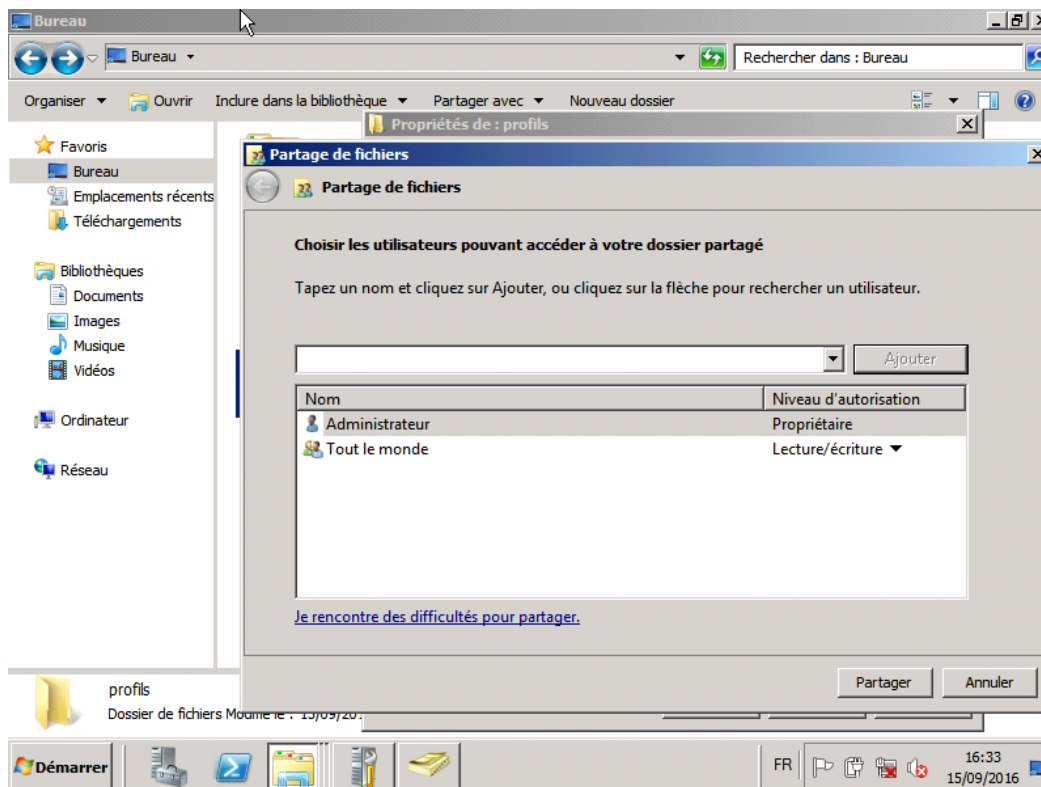 Bureau
Bureau
Rechercher dans : Bureau
Organiser
Ouvrir
Inclure dans la bibliothèque
Partager avec
Nouveau dossier
Propriétés de : profils
Favoris
Bureau
Emplacements récents
Téléchargements
Bibliothèques
Documents
Images
Musique
Vidéos
Ordinateur
Réseau
Partage de fichiers
Partage de fichiers
Choisir les utilisateurs pouvant accéder à votre dossier partagé
Tapez un nom et cliquez sur Ajouter, ou cliquez sur la flèche pour rechercher un utilisateur.
Ajouter
Nom Niveau d'autorisation
Administrateur Propriétaire
Tout le monde Lecture/écriture
Je rencontre des difficultés pour partager.
Partager Annuler
profils
Dossier de fichiers
Démarrer
FR
16:33
15/09/2016